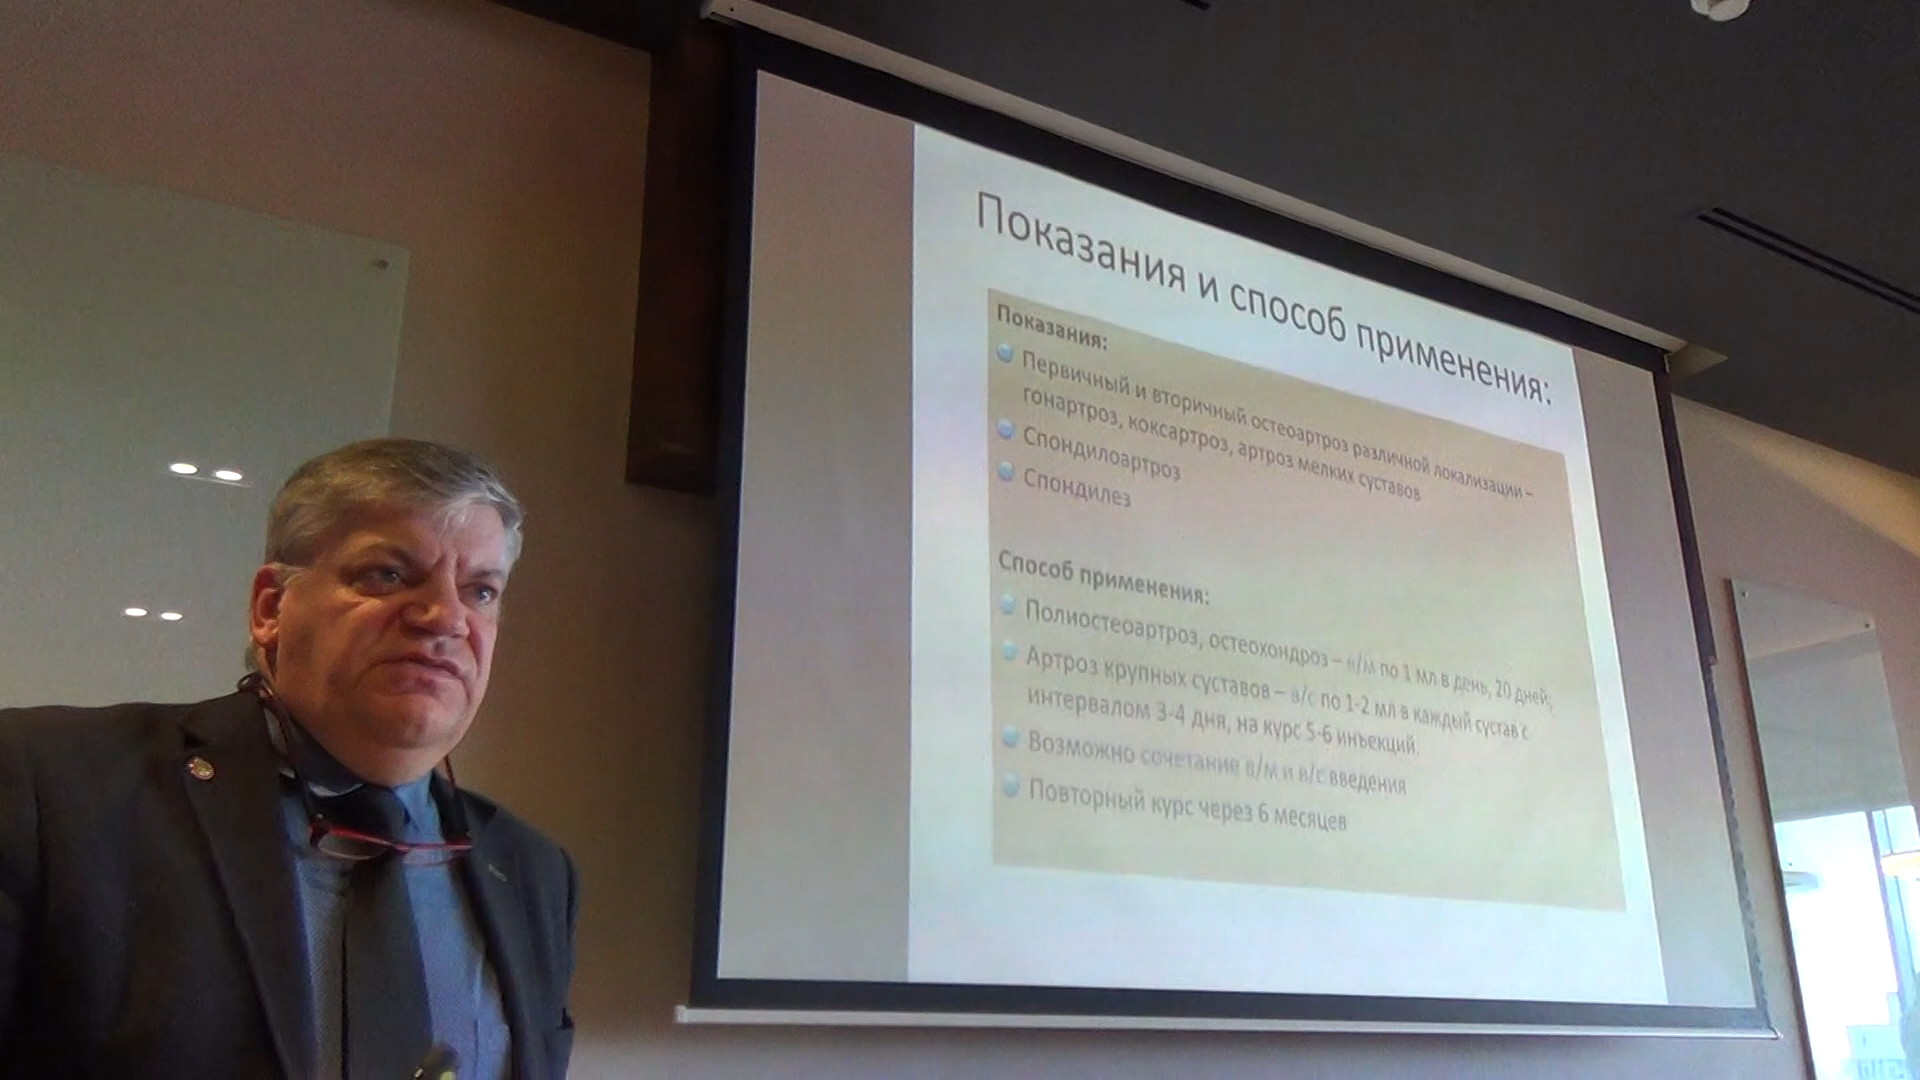 Показания и способ применения:
Показания:
Первичный и вторичный остеоартроз различной локализации –
гонартроз, коксартроз, артроз мелких суставов
Спондилоартроз
Спондилез
Способ применения:
Полиостеоартроз, остеохондроз – в/м по 1 мл в день, 20 дней;
Артроз крупных суставов – в/с по 1-2 мл в каждый сустав с
интервалом 3-4 дня, на курс 5-6 инъекций.
Возможно сочетание в/м и в/с введения
Повторный курс через 6 месяцев